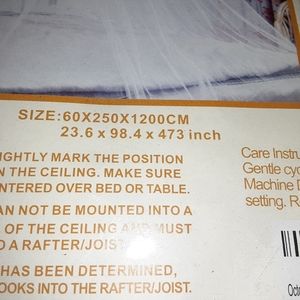 SIZE:60X250X1200CM
23.6 x 98.4 x 473 inch
IGHTLY MARK THE POSITION
N THE CEILING. MAKE SURE
NTERED OVER BED OR TABLE.
AN NOT BE MOUNTED INTO A
OF THE CEILING AND MUST
D A RAFTER/JOIST
HAS BEEN DETERMINED,
OOKS INTO THE RAFTER/JOIST.
Care Instru
Gentle cyc
Machine
setting. R
Octo